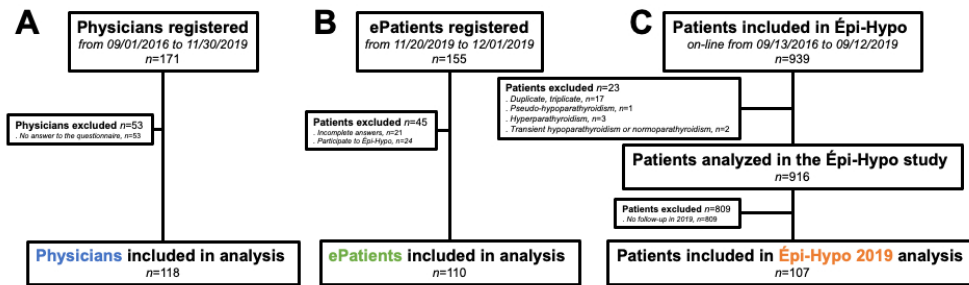 A
Physicians registered
from 09/01/2016 to 11/30/2019
n=171
Physicians excluded n=53
. No answer to the questionnaire, n=53
Physicians included in analysis
n=118
B
ePatients registered
from 11/20/2019 to 12/01/2019
n=155
Patients excluded n=45
. Incomplete answers, n=21
. Participate to Épi-Hypo, n=24
ePatients included in analysis
n=110
C
Patients included in Épi-Hypo
on-line from 09/13/2016 to 09/12/2019
n=939
Patients excluded n=23
. Duplicate, triplicate, n=17
. Pseudo-hypoparathyroidism, n=1
. Hyperparathyroidism, n=3
. Transient hypoparathyroidism or normoparathyroidism, n=2
Patients analyzed in the Épi-Hypo study
n=916
Patients excluded n=809
. No follow-up in 2019, n=809
Patients included in Épi-Hypo 2019 analysis
n=107